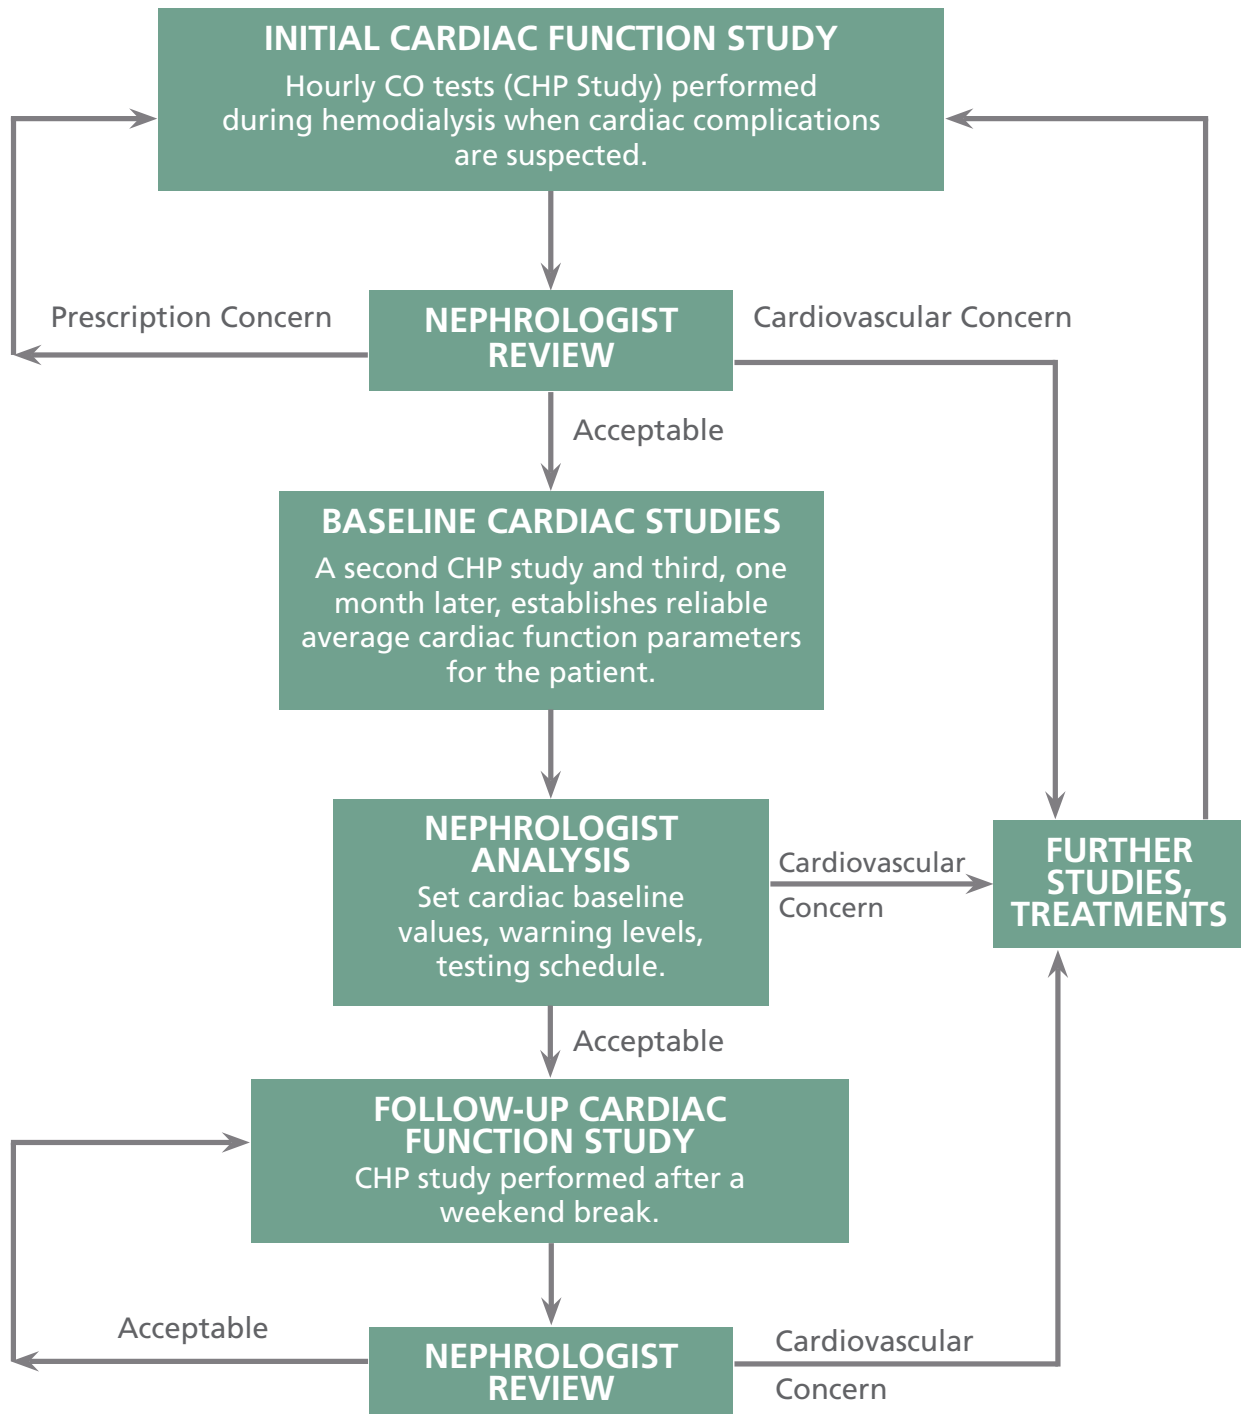 INITIAL CARDIAC FUNCTION STUDY
Hourly CO tests (CHP Study) performed
during hemodialysis when cardiac complications
are suspected.
Prescription Concern
NEPHROLOGIST
REVIEW
Cardiovascular Concern
Acceptable
BASELINE CARDIAC STUDIES
A second CHP study and third, one
month later, establishes reliable
average cardiac function parameters
for the patient.
NEPHROLOGIST
ANALYSIS
Set cardiac baseline
values, warning levels,
testing schedule.
Cardiovascular
Concern
FURTHER
STUDIES,
TREATMENTS
Acceptable
FOLLOW-UP CARDIAC
FUNCTION STUDY
CHP study performed after a
weekend break.
Acceptable
NEPHROLOGIST
REVIEW
Cardiovascular
Concern